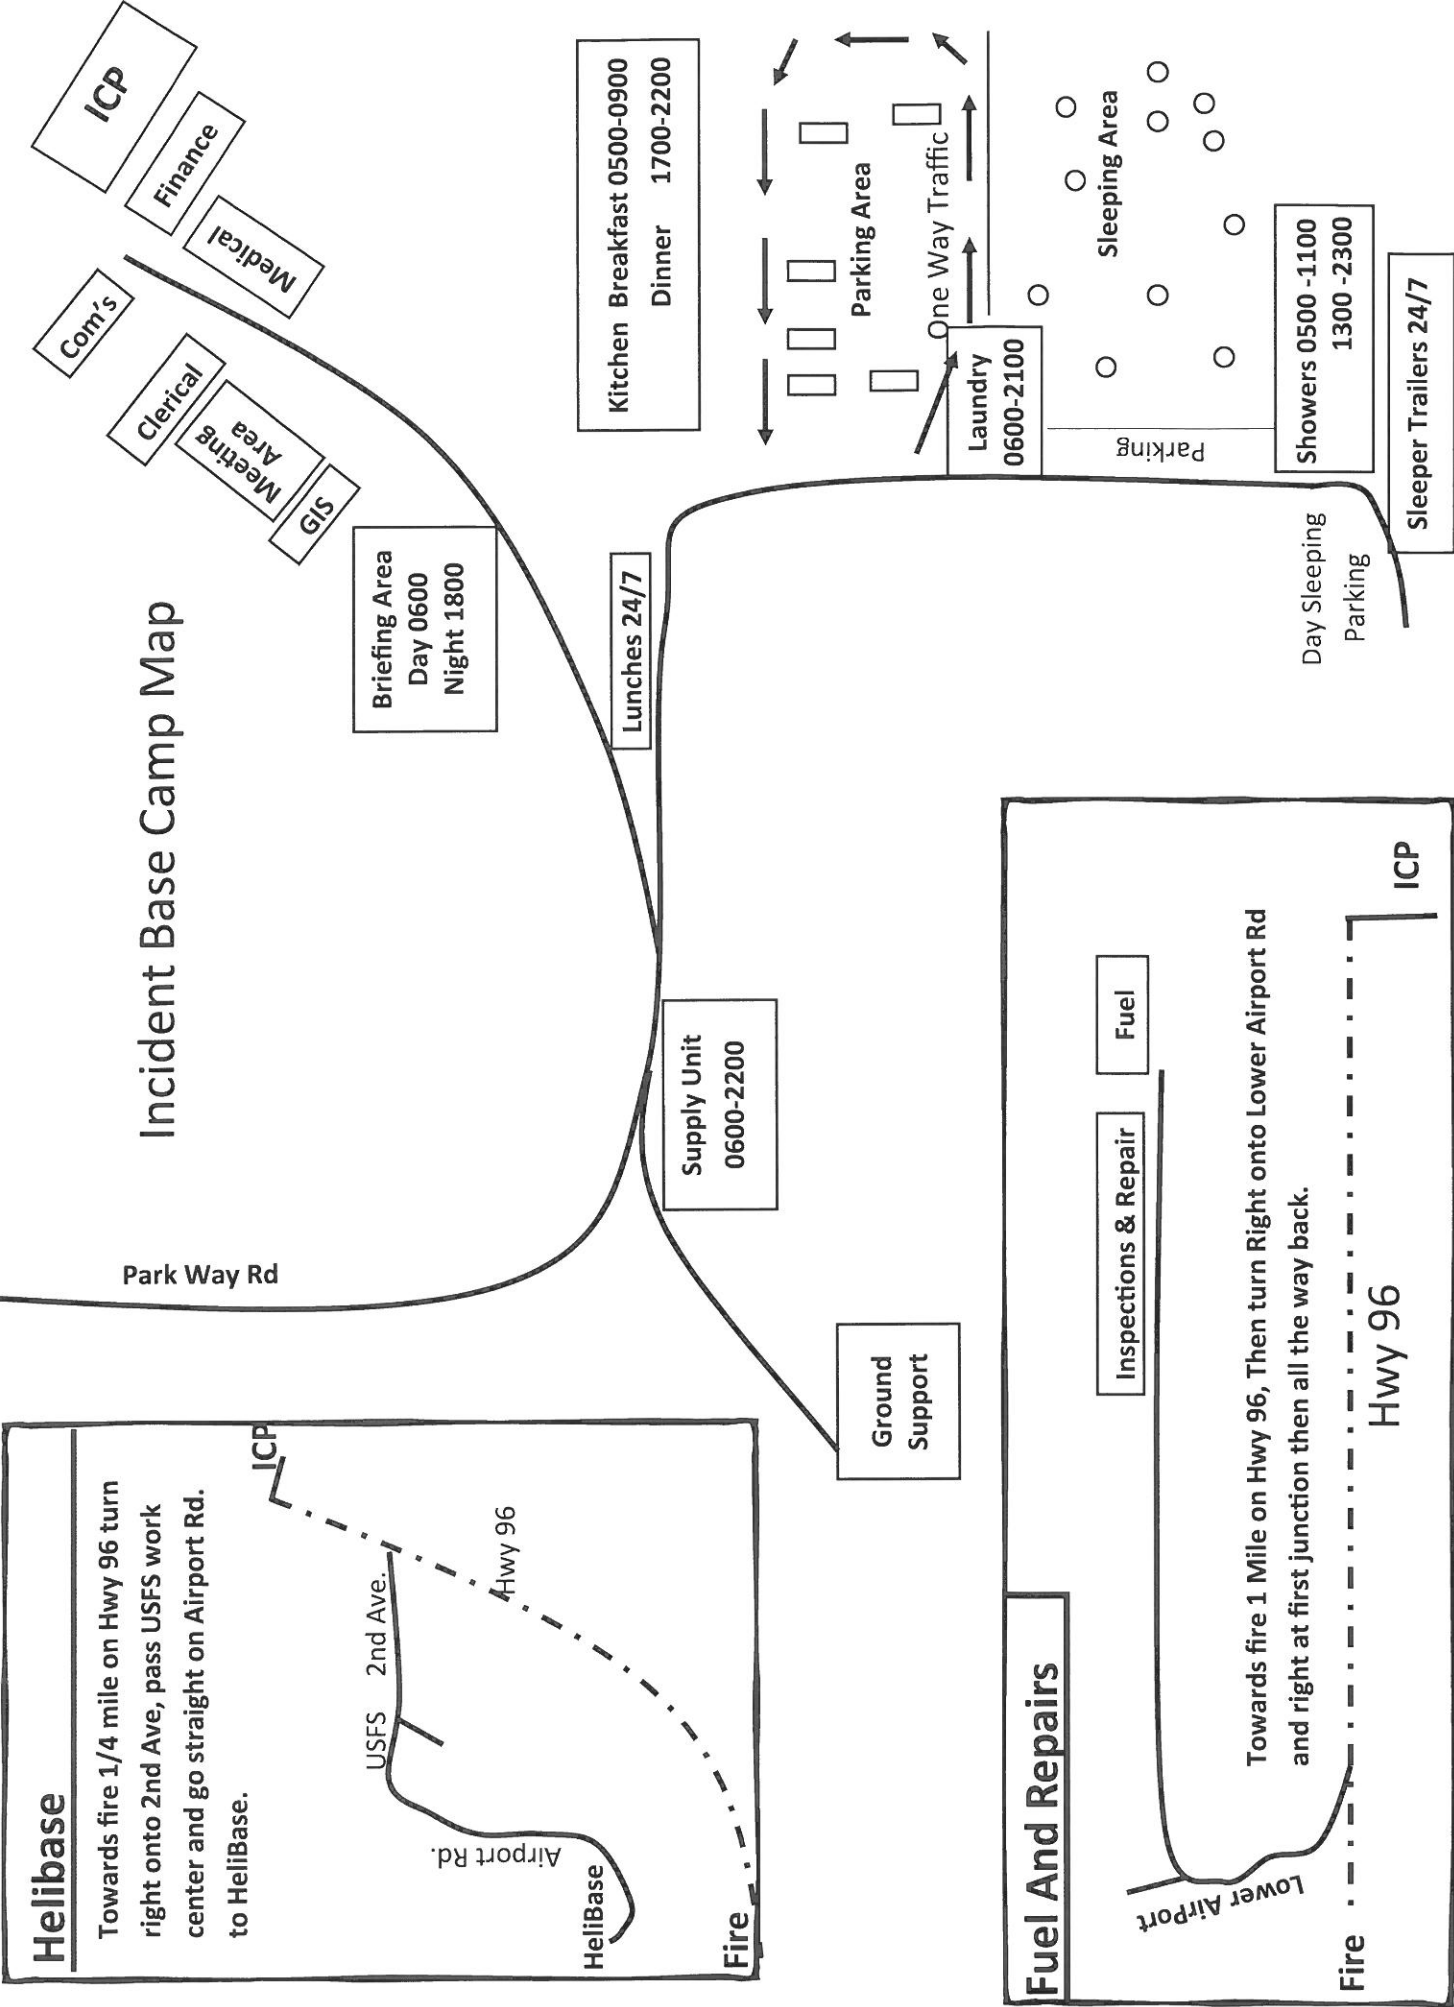 Incident Base Camp Map
ICP
Finance
Medical
Com's
Clerical
Meeting
Area
GIS
Briefing Area
Day 0600
Night 1800
Kitchen Breakfast 0500-0900
Dinner 1700-2200
Lunches 24/7
Parking Area
One Way Traffic
Laundry
0600-2100
Sleeping Area
Parking
Showers 0500 -1100
1300 -2300
Sleeper Trailers 24/7
Day Sleeping
Parking
Supply Unit
0600-2200
Park Way Rd
Ground
Support
Helibase
Towards fire 1/4 mile on Hwy 96 turn
right onto 2nd Ave, pass USFS work
center and go straight on Airport Rd.
to HeliBase.
ICP
Hwy 96
2nd Ave.
USFS
Airport Rd.
HeliBase
Fire
Fuel And Repairs
Inspections & Repair
Fuel
Towards fire 1 Mile on Hwy 96, Then turn Right onto Lower Airport Rd
and right at first junction then all the way back.
Lower AirPort
Fire
Hwy 96
ICP